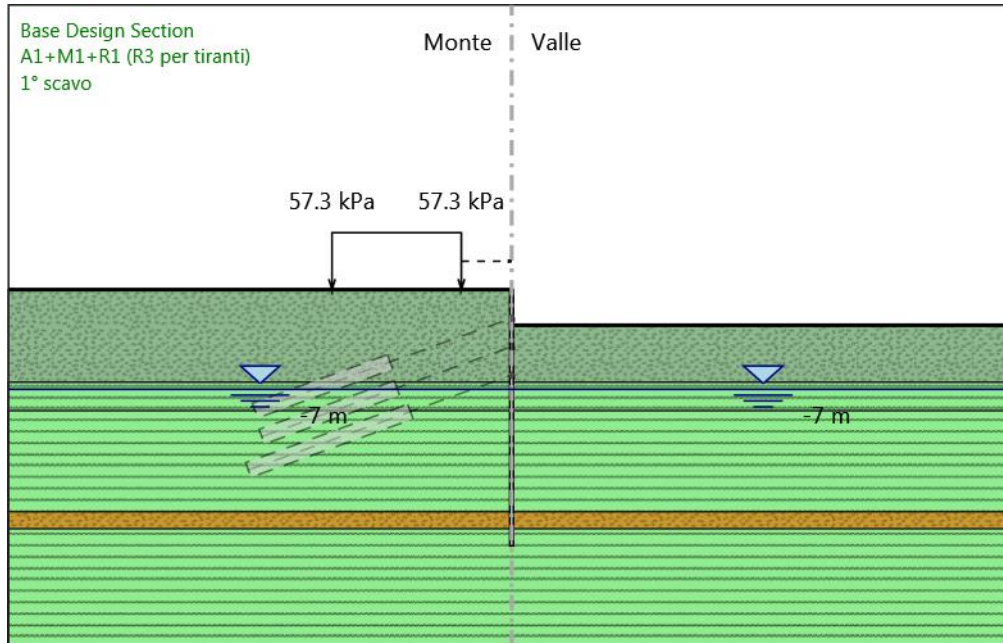 Base Design Section
A1+M1+R1 (R3 per tiranti)
1° scavo
Monte
Valle
57.3 kPa
57.3 kPa
-7 m
-7 m